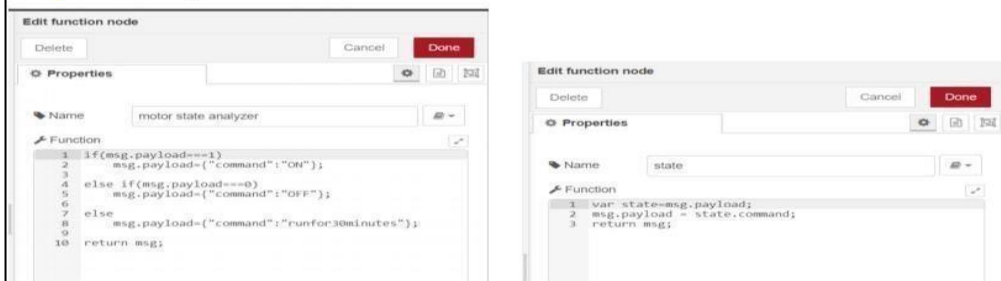 Edit function node
Delete
Cancel
Done
Properties
Name
motor state analyzer
Function
1 if(msg.payload===1)
2 msg.payload={"command":"ON"};
3
4 else if(msg.payload===0)
5 msg.payload={"command":"OFF"};
6
7 else
8 msg.payload={"command":"runfor30minutes"};
9
10 return msg;
Edit function node
Delete
Cancel
Done
Properties
Name
state
Function
1 var state=msg.payload;
2 msg.payload = state.command;
3 return msg;